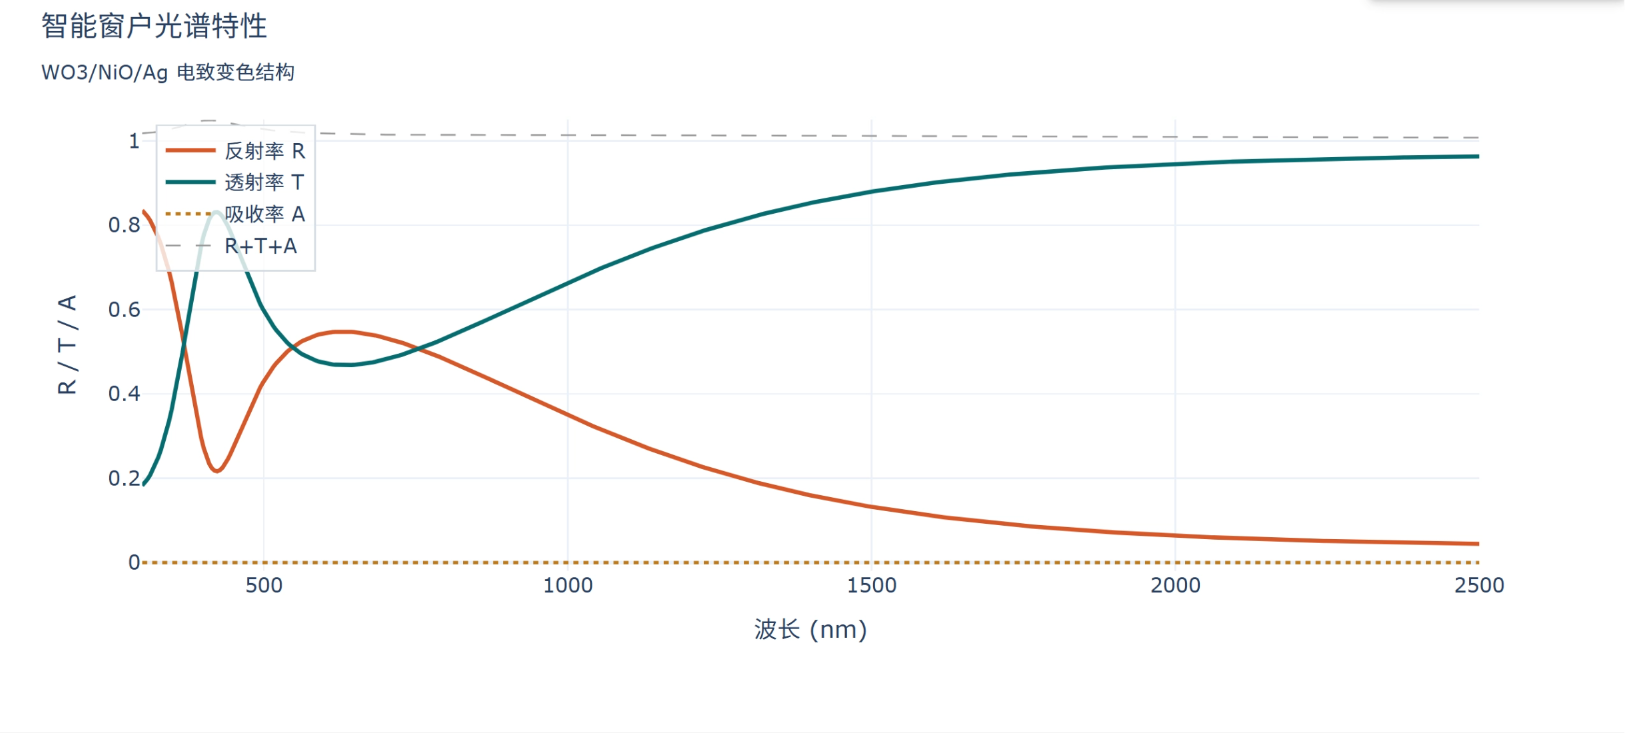 智能窗户光谱特性
WO3/NiO/Ag 电致变色结构
反射率 R
透射率 T
吸收率 A
R+T+A
R / T / A
1
0.8
0.6
0.4
0.2
0
500
1000
1500
2000
2500
波长 (nm)